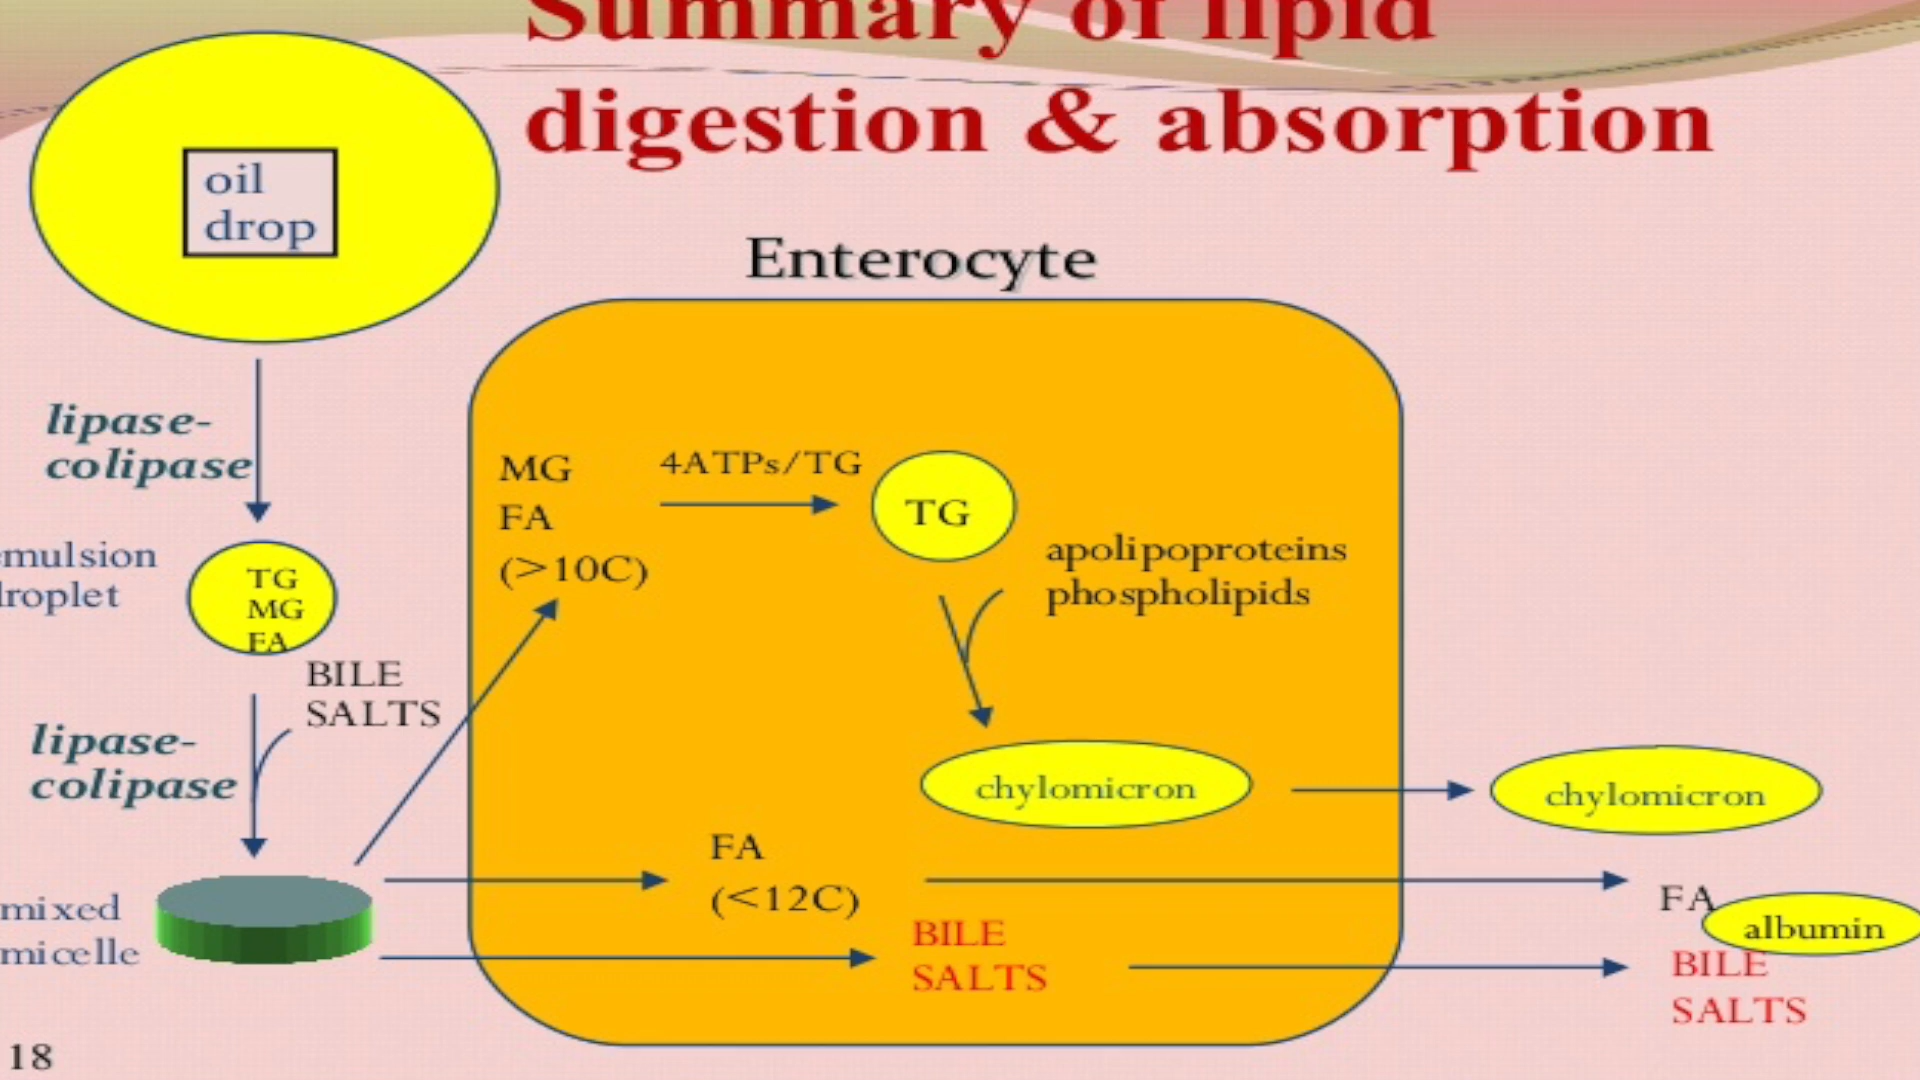 Summary of lipid
digestion & absorption
oil
drop
Enterocyte
lipase-
colipase
MG
FA
(>10C)
4ATPs/TG
TG
apolipoproteins
phospholipids
emulsion
droplet
TG
MG
FA
BILE
SALTS
lipase-
colipase
chylomicron
chylomicron
FA
(<12C)
mixed
micelle
BILE
SALTS
FA
albumin
BILE
SALTS
18